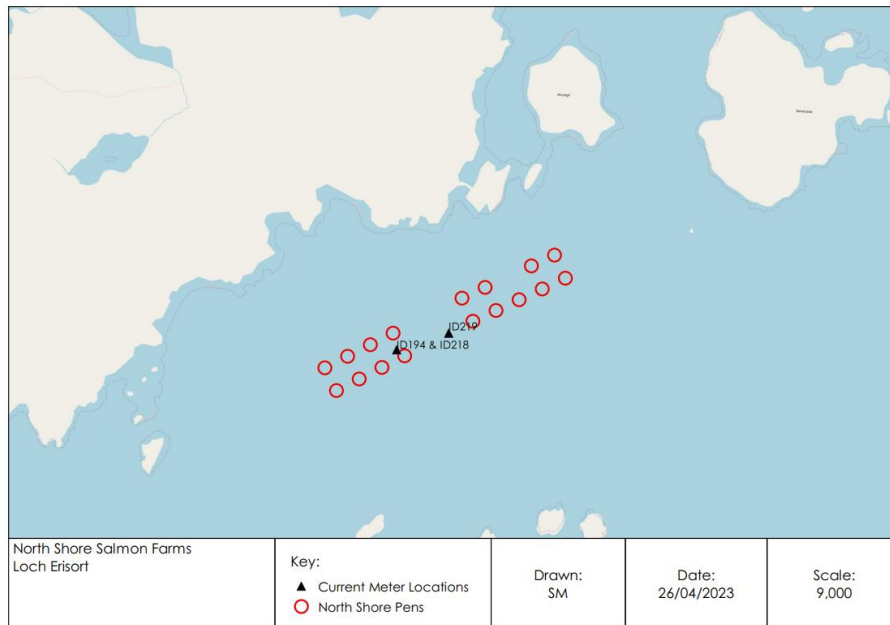 ID219
ID194 & ID218
North Shore Salmon Farms
Loch Erisort
Key:
Current Meter Locations
North Shore Pens
Drawn:
SM
Date:
26/04/2023
Scale:
9,000